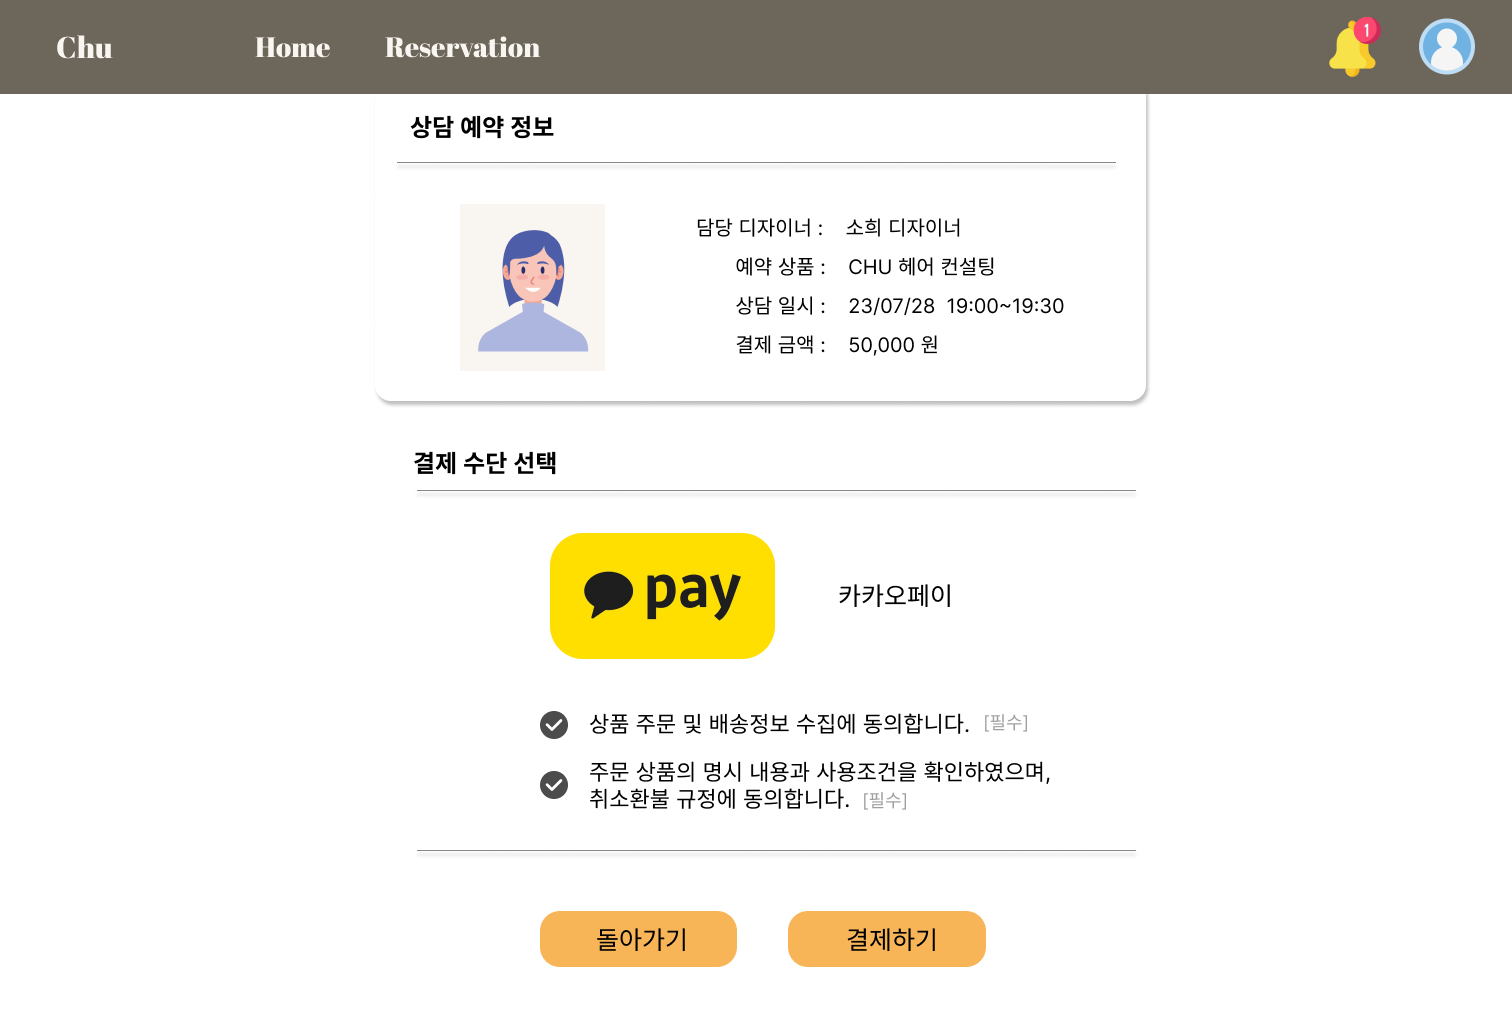 Chu Home Reservation 1
상담 예약 정보
담당 디자이너 : 소희 디자이너
예약 상품 : CHU 헤어 컨설팅
상담 일시 : 23/07/28 19:00~19:30
결제 금액 : 50,000 원
결제 수단 선택
pay 카카오페이
상품 주문 및 배송정보 수집에 동의합니다. [필수]
주문 상품의 명시 내용과 사용조건을 확인하였으며,
취소환불 규정에 동의합니다. [필수]
돌아가기 결제하기